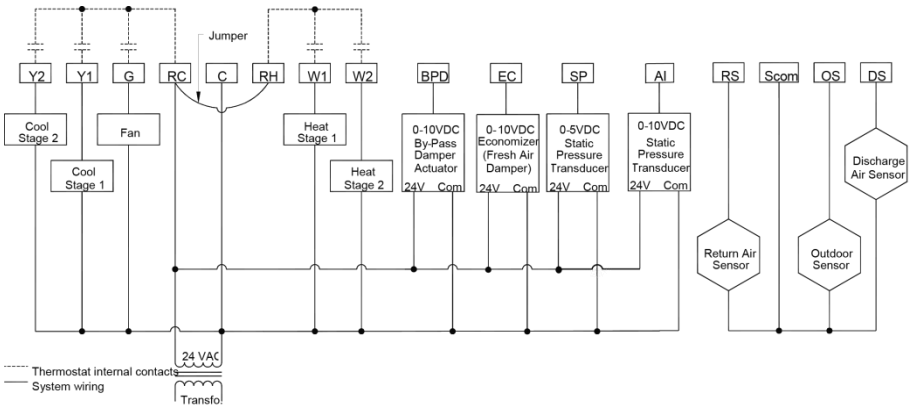 Jumper
Y2 Y1 G RC C RH W1 W2 BPD EC SP AI RS Scom OS DS
Cool
Stage 2
Cool
Stage 1
Fan
Heat
Stage 1
Heat
Stage 2
0-10VDC
By-Pass
Damper
Actuator
24V Com
0-10VDC
Economizer
(Fresh Air
Damper)
24V Com
0-5VDC
Static
Pressure
Transducer
24V Com
0-10VDC
Static
Pressure
Transducer
24V Com
Discharge
Air Sensor
Return Air
Sensor
Outdoor
Sensor
24 VAC
Transfo
Thermostat internal contacts
System wiring